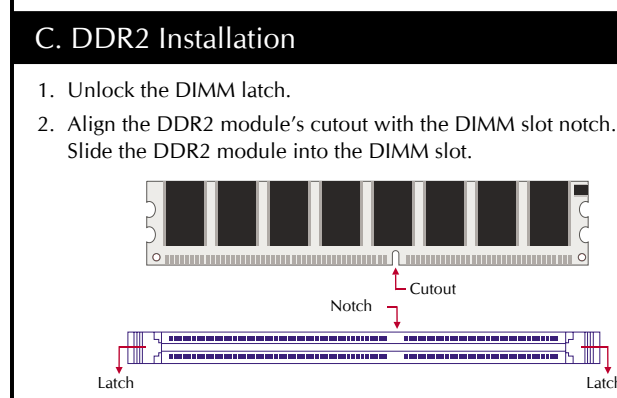 C. DDR2 Installation
1. Unlock the DIMM latch.
2. Align the DDR2 module's cutout with the DIMM slot notch.
Slide the DDR2 module into the DIMM slot.
Cutout
Notch
Latch
Latch